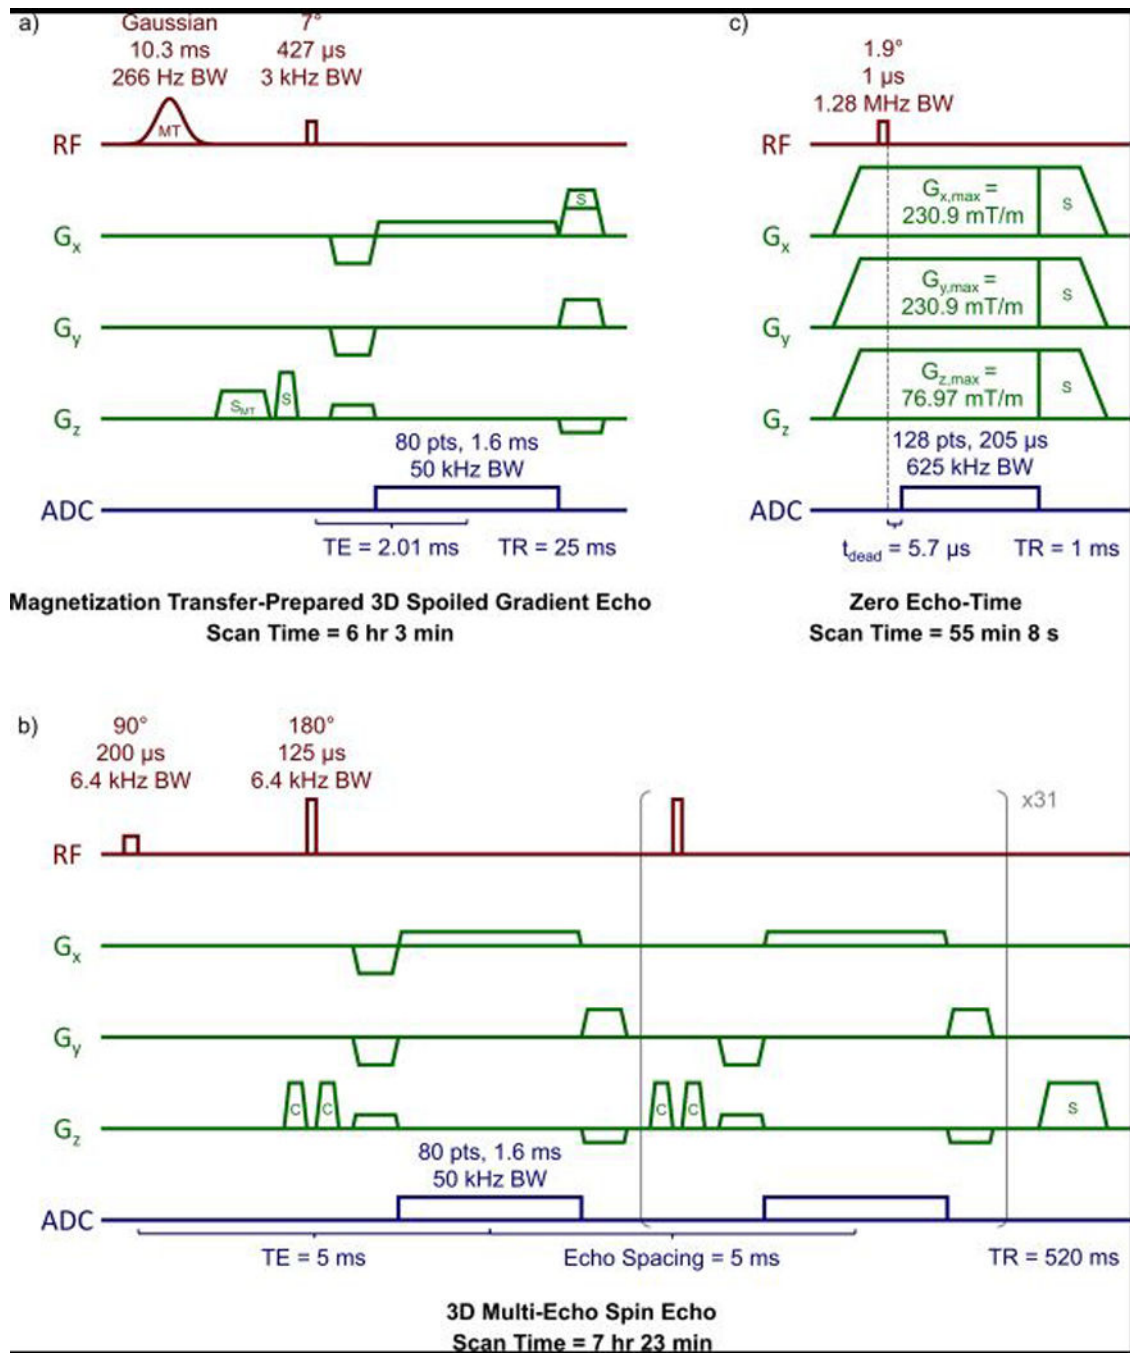 a)
Gaussian
10.3 ms
266 Hz BW
7°
427 µs
3 kHz BW
MT
RF
Gx
S
Gy
Gz
SMT
S
80 pts, 1.6 ms
50 kHz BW
ADC
TE = 2.01 ms
TR = 25 ms
Magnetization Transfer-Prepared 3D Spoiled Gradient Echo
Scan Time = 6 hr 3 min
c)
1.9°
1 µs
1.28 MHz BW
RF
Gx,max =
230.9 mT/m
S
Gx
Gy,max =
230.9 mT/m
S
Gy
Gz,max =
76.97 mT/m
S
Gz
128 pts, 205 µs
625 kHz BW
ADC
tdead = 5.7 µs
TR = 1 ms
Zero Echo-Time
Scan Time = 55 min 8 s
b)
90°
200 µs
6.4 kHz BW
180°
125 µs
6.4 kHz BW
x31
RF
Gx
Gy
C
C
C
C
S
Gz
80 pts, 1.6 ms
50 kHz BW
ADC
TE = 5 ms
Echo Spacing = 5 ms
TR = 520 ms
3D Multi-Echo Spin Echo
Scan Time = 7 hr 23 min